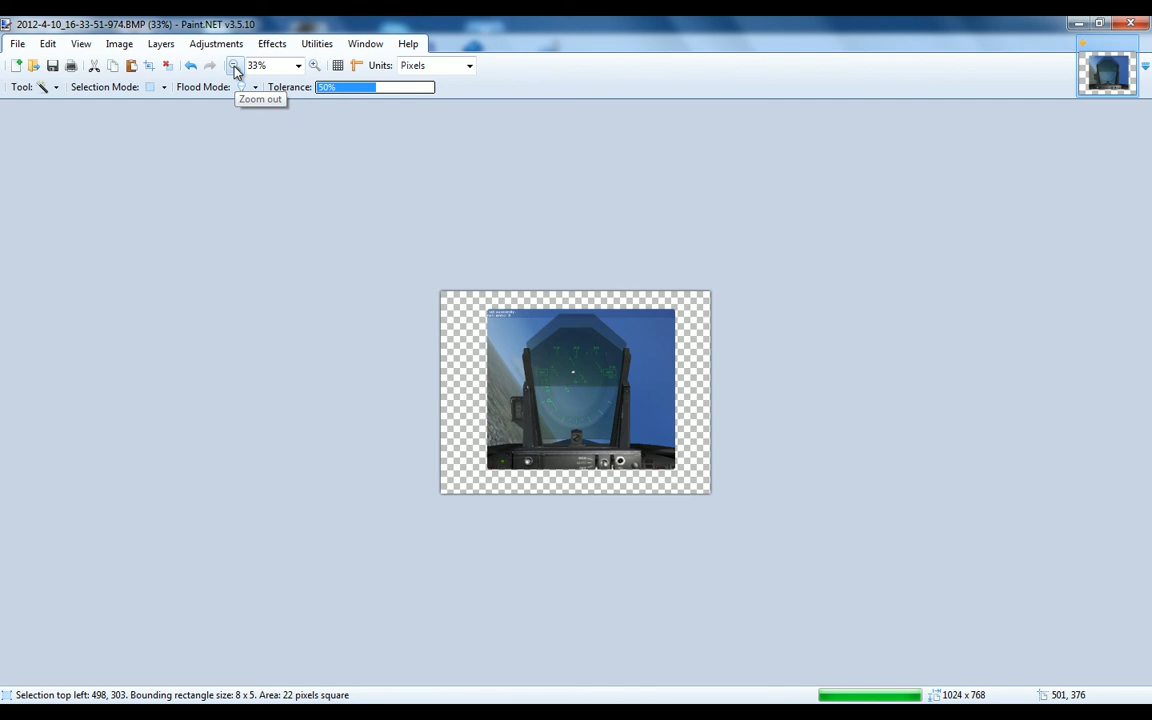 2012-4-10_16-33-51-974.BMP (33%) - Paint.NET v3.5.10
File Edit View Image Layers Adjustments Effects Utilities Window Help
33% Units: Pixels
Tool: Selection Mode: Flood Mode: Tolerance: 50%
Zoom out
Selection top left: 498, 303. Bounding rectangle size: 8 x 5. Area: 22 pixels square 1024 x 768 501, 376